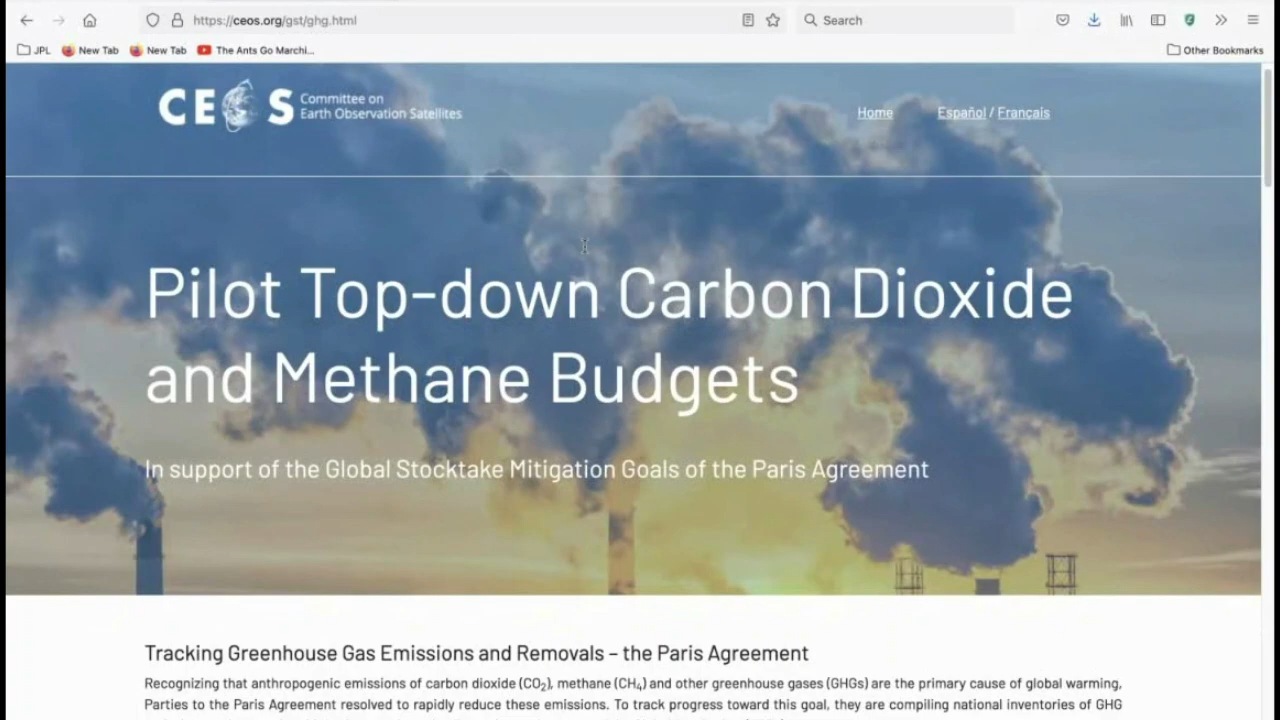 https://ceos.org/gst/ghg.html
Search
JPL
New Tab
New Tab
The Ants Go Marchi...
Other Bookmarks
CEOS
Committee on
Earth Observation Satellites
Home
Español / Français
Pilot Top-down Carbon Dioxide
and Methane Budgets
In support of the Global Stocktake Mitigation Goals of the Paris Agreement
Tracking Greenhouse Gas Emissions and Removals – the Paris Agreement
Recognizing that anthropogenic emissions of carbon dioxide (CO₂), methane (CH₄) and other greenhouse gases (GHGs) are the primary cause of global warming,
Parties to the Paris Agreement resolved to rapidly reduce these emissions. To track progress toward this goal, they are compiling national inventories of GHG